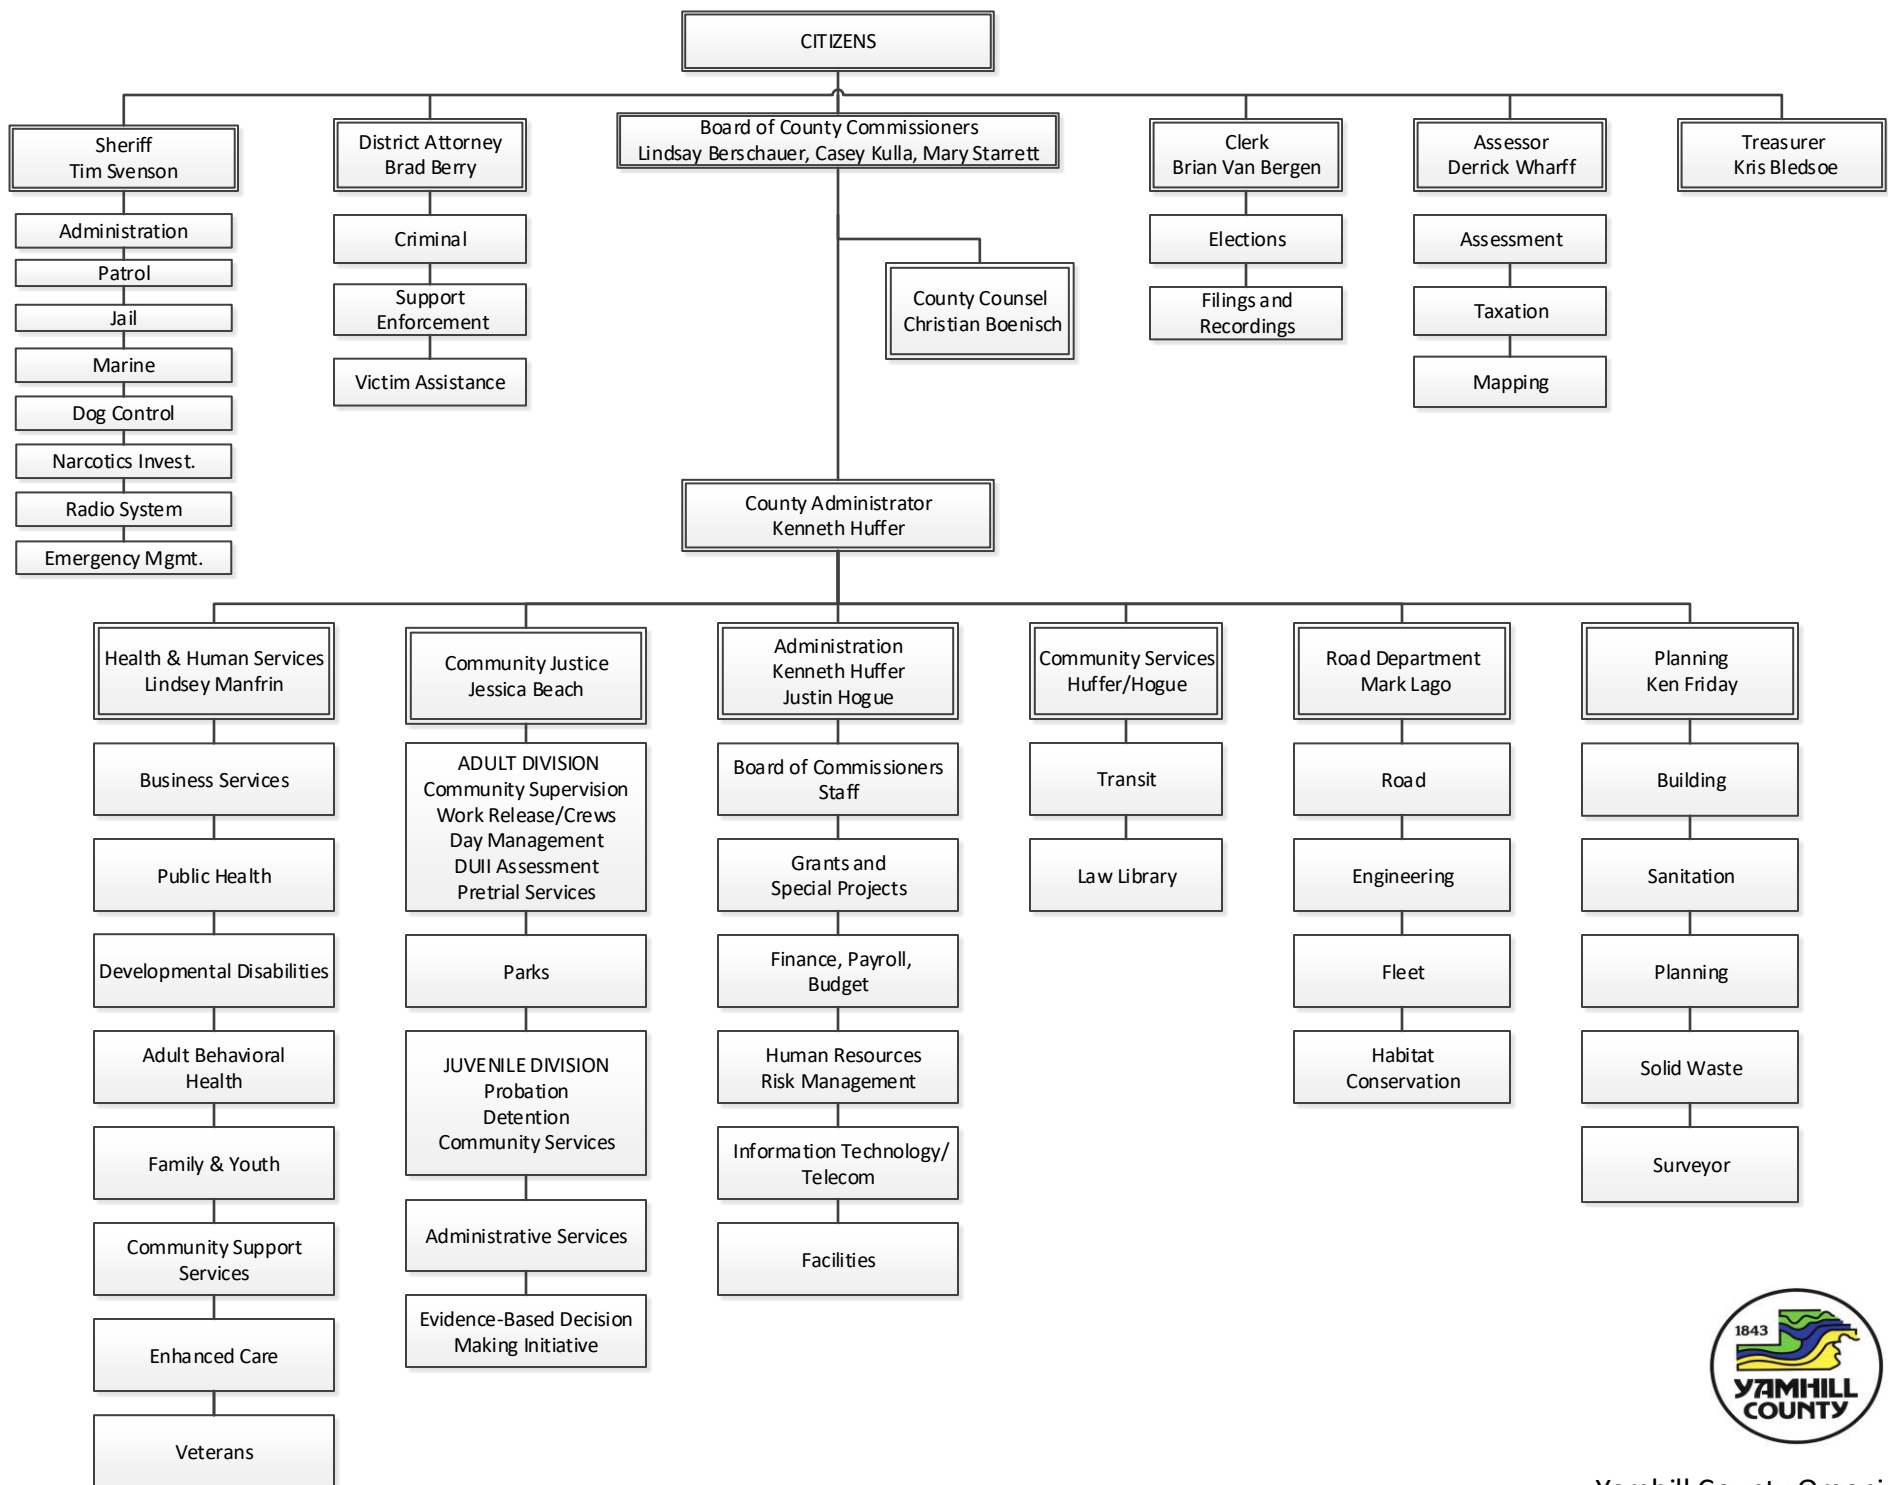 CITIZENS
Sheriff
Tim Svenson
Administration
Patrol
Jail
Marine
Dog Control
Narcotics Invest.
Radio System
Emergency Mgmt.
District Attorney
Brad Berry
Criminal
Support
Enforcement
Victim Assistance
Board of County Commissioners
Lindsay Berschauer, Casey Kulla, Mary Starrett
County Counsel
Christian Boenisch
Clerk
Brian Van Bergen
Elections
Filings and
Recordings
Assessor
Derrick Wharff
Assessment
Taxation
Mapping
Treasurer
Kris Bledsoe
County Administrator
Kenneth Huffer
Health & Human Services
Lindsey Manfrin
Business Services
Public Health
Developmental Disabilities
Adult Behavioral
Health
Family & Youth
Community Support
Services
Enhanced Care
Veterans
Community Justice
Jessica Beach
ADULT DIVISION
Community Supervision
Work Release/Crews
Day Management
DUII Assessment
Pretrial Services
Parks
JUVENILE DIVISION
Probation
Detention
Community Services
Administrative Services
Evidence-Based Decision
Making Initiative
Administration
Kenneth Huffer
Justin Hogue
Board of Commissioners
Staff
Grants and
Special Projects
Finance, Payroll,
Budget
Human Resources
Risk Management
Information Technology/
Telecom
Facilities
Community Services
Huffer/Hogue
Transit
Law Library
Road Department
Mark Lago
Road
Engineering
Fleet
Habitat
Conservation
Planning
Ken Friday
Building
Sanitation
Planning
Solid Waste
Surveyor
1843
YAMHILL
COUNTY
Yamhill County